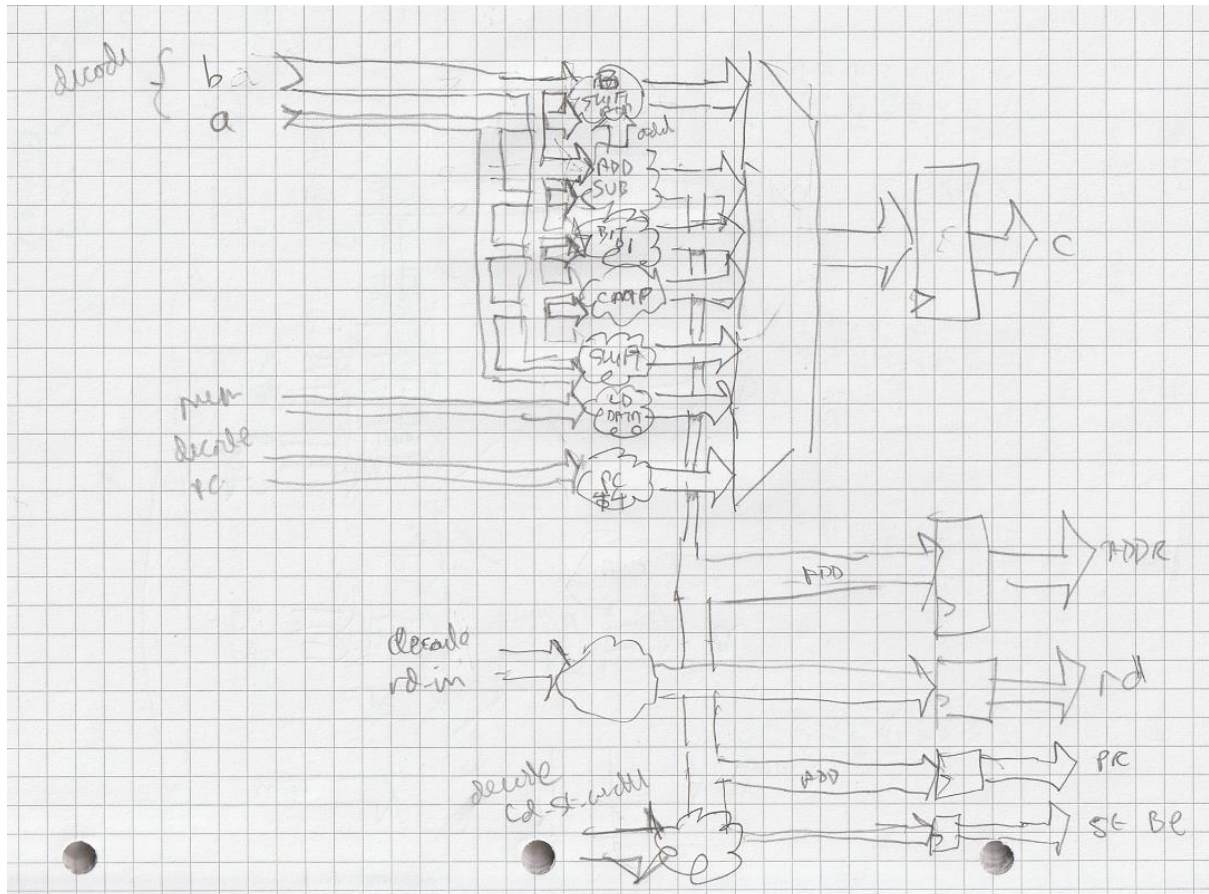 decode { b
a
SHIFT
add
ADD
SUB
BIT
CMP
SHIFT
LD
DATA
decode
PC
PC
+4
C
ADD
ADDR
decode
rd-in
rd
decode
ld-st-width
ADD
PC
St Be